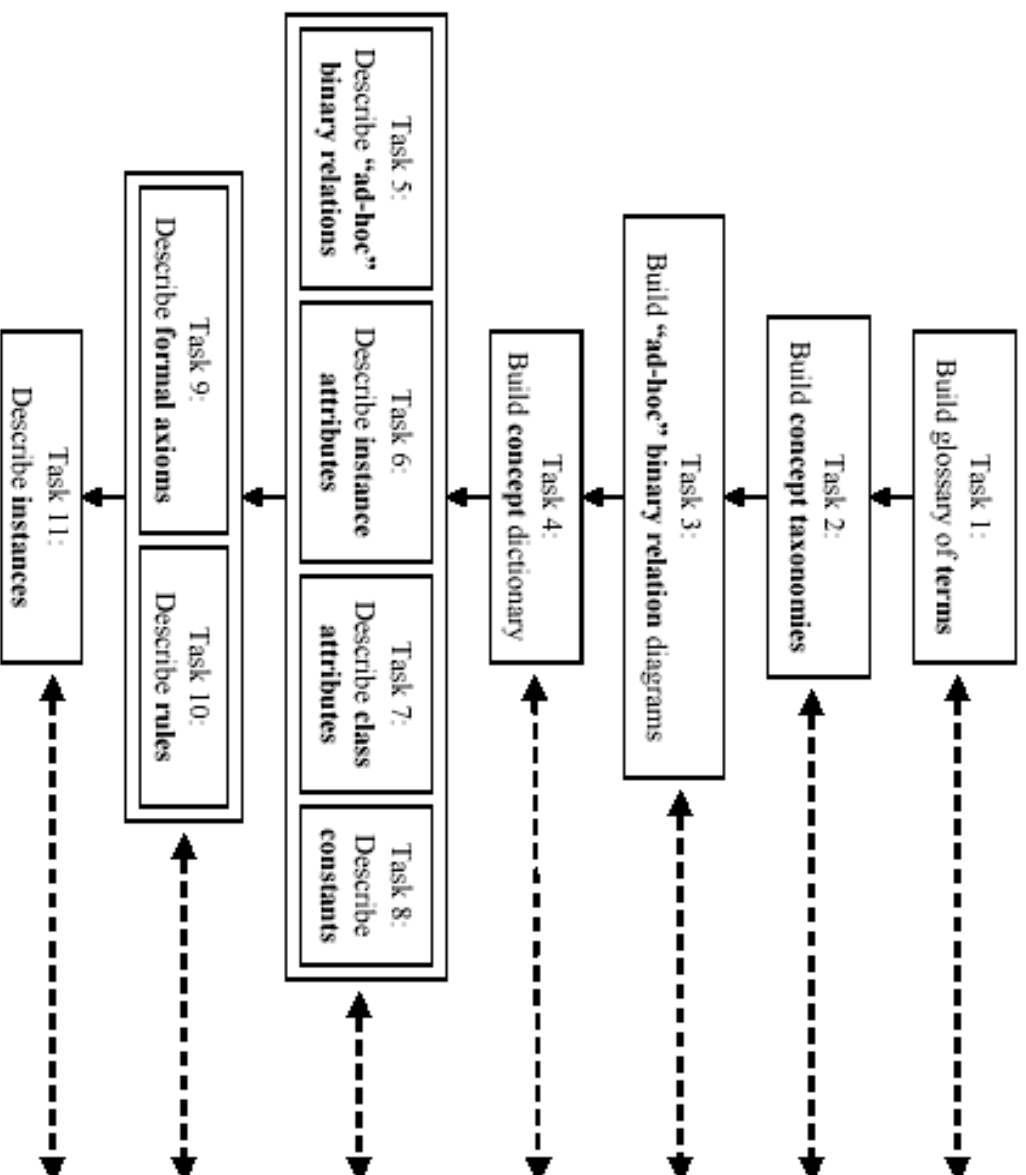 Task 1:
Build glossary of terms
Task 2:
Build concept taxonomies
Task 3:
Build “ad-hoc” binary relation diagrams
Task 4:
Build concept dictionary
Task 5:
Describe “ad-hoc”
binary relations
Task 6:
Describe instance
attributes
Task 7:
Describe class
attributes
Task 8:
Describe
constants
Task 9:
Describe formal axioms
Task 10:
Describe rules
Task 11:
Describe instances